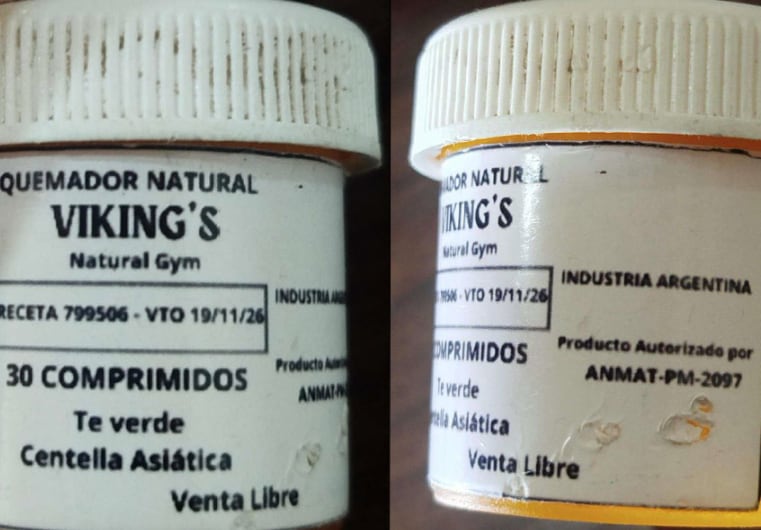 QUEMADOR NATURAL
VIKING'S
Natural Gym
RECETA 799506 - VTO 19/11/26
30 COMPRIMIDOS
Te verde
Centella Asiática
Venta Libre
INDUSTRIA
Producto
ANMAT-
NATURAL
VIKING'S
Natural Gym
- VTO 19/11/26
COMPRIMIDOS
Te verde
Asiática
Venta Libre
INDUSTRIA ARGENTINA
Producto Autorizado por
ANMAT-PM-2097